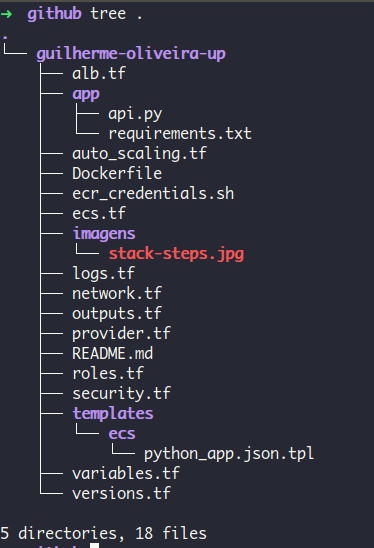 ➜ github tree .
.
└── guilherme-oliveira-up
    ├── alb.tf
    ├── app
    │   ├── api.py
    │   └── requirements.txt
    ├── auto_scaling.tf
    ├── Dockerfile
    ├── ecr_credentials.sh
    ├── ecs.tf
    ├── imagens
    │   └── stack-steps.jpg
    ├── logs.tf
    ├── network.tf
    ├── outputs.tf
    ├── provider.tf
    ├── README.md
    ├── roles.tf
    ├── security.tf
    ├── templates
    │   └── ecs
    │       └── python_app.json.tpl
    ├── variables.tf
    └── versions.tf
5 directories, 18 files